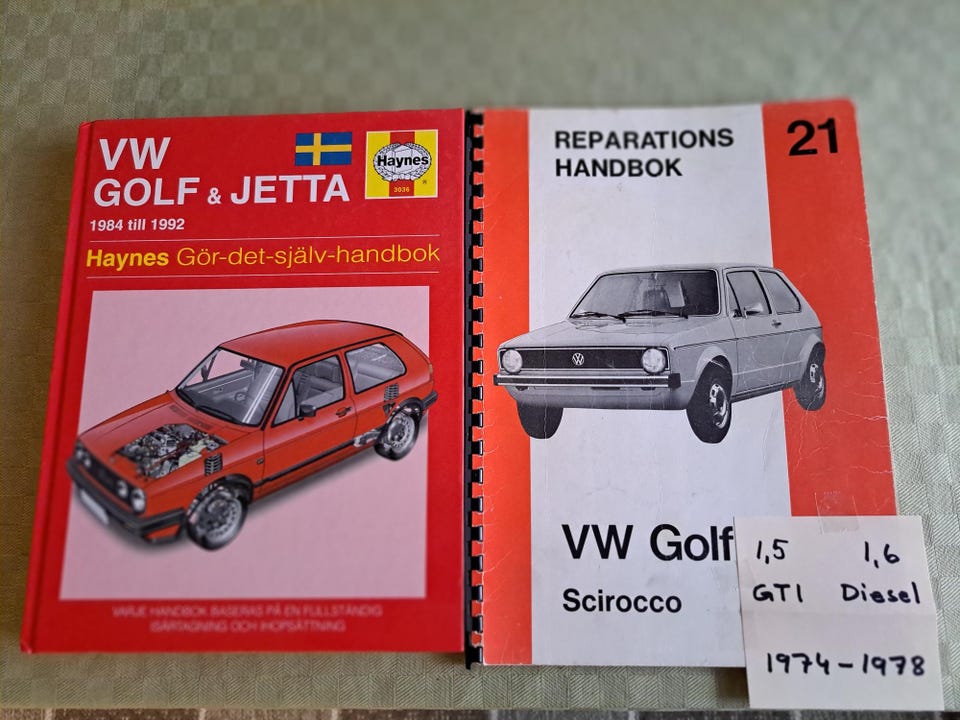 VW
GOLF & JETTA
1984 till 1992
Haynes
3036
Haynes Gör-det-själv-handbok
VARJE HANDBOK BASERAS PÅ EN FULLSTÄNDIG
ISÄRTAGNING OCH IHOPSÄTTNING
REPARATIONS
HANDBOK
21
VW Golf
Scirocco
1,5 1,6
GTI Diesel
1974-1978